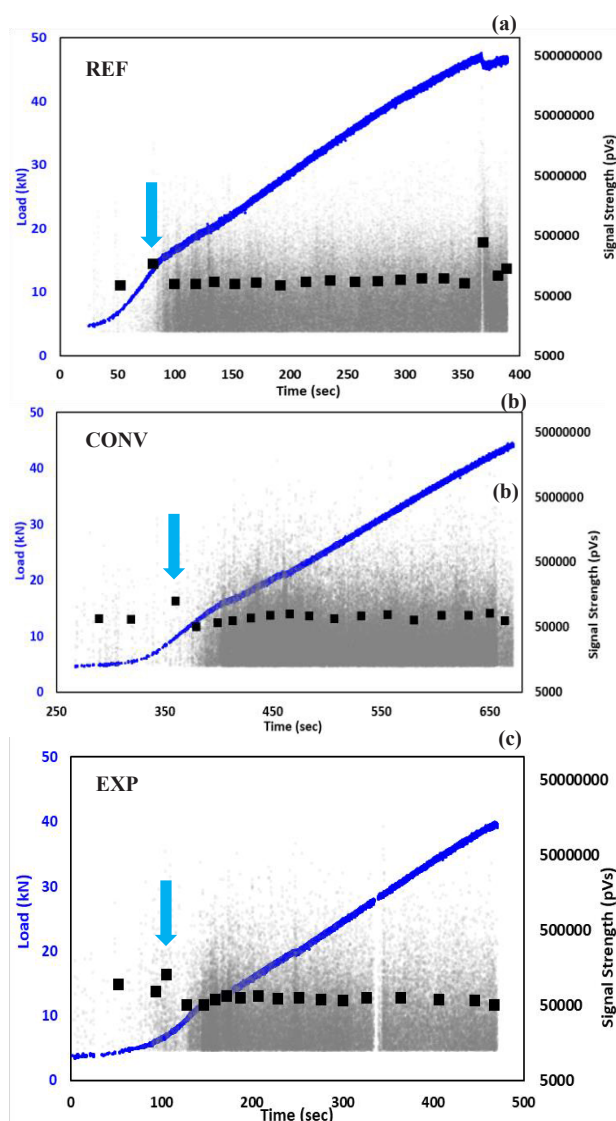 (a)
REF
Load (kN)
50
40
30
20
10
0
500000000
50000000
5000000
500000
50000
5000
Signal Strength (pVs)
0 50 100 150 200 250 300 350 400
Time (sec)
(b)
CONV
(b)
Load (kN)
50
40
30
20
10
0
50000000
5000000
500000
50000
5000
Signal Strength (pVs)
250 350 450 550 650
Time (sec)
(c)
EXP
Load (kN)
50
40
30
20
10
0
50000000
5000000
500000
50000
5000
Signal Strength (pVs)
0 100 200 300 400 500
Time (sec)